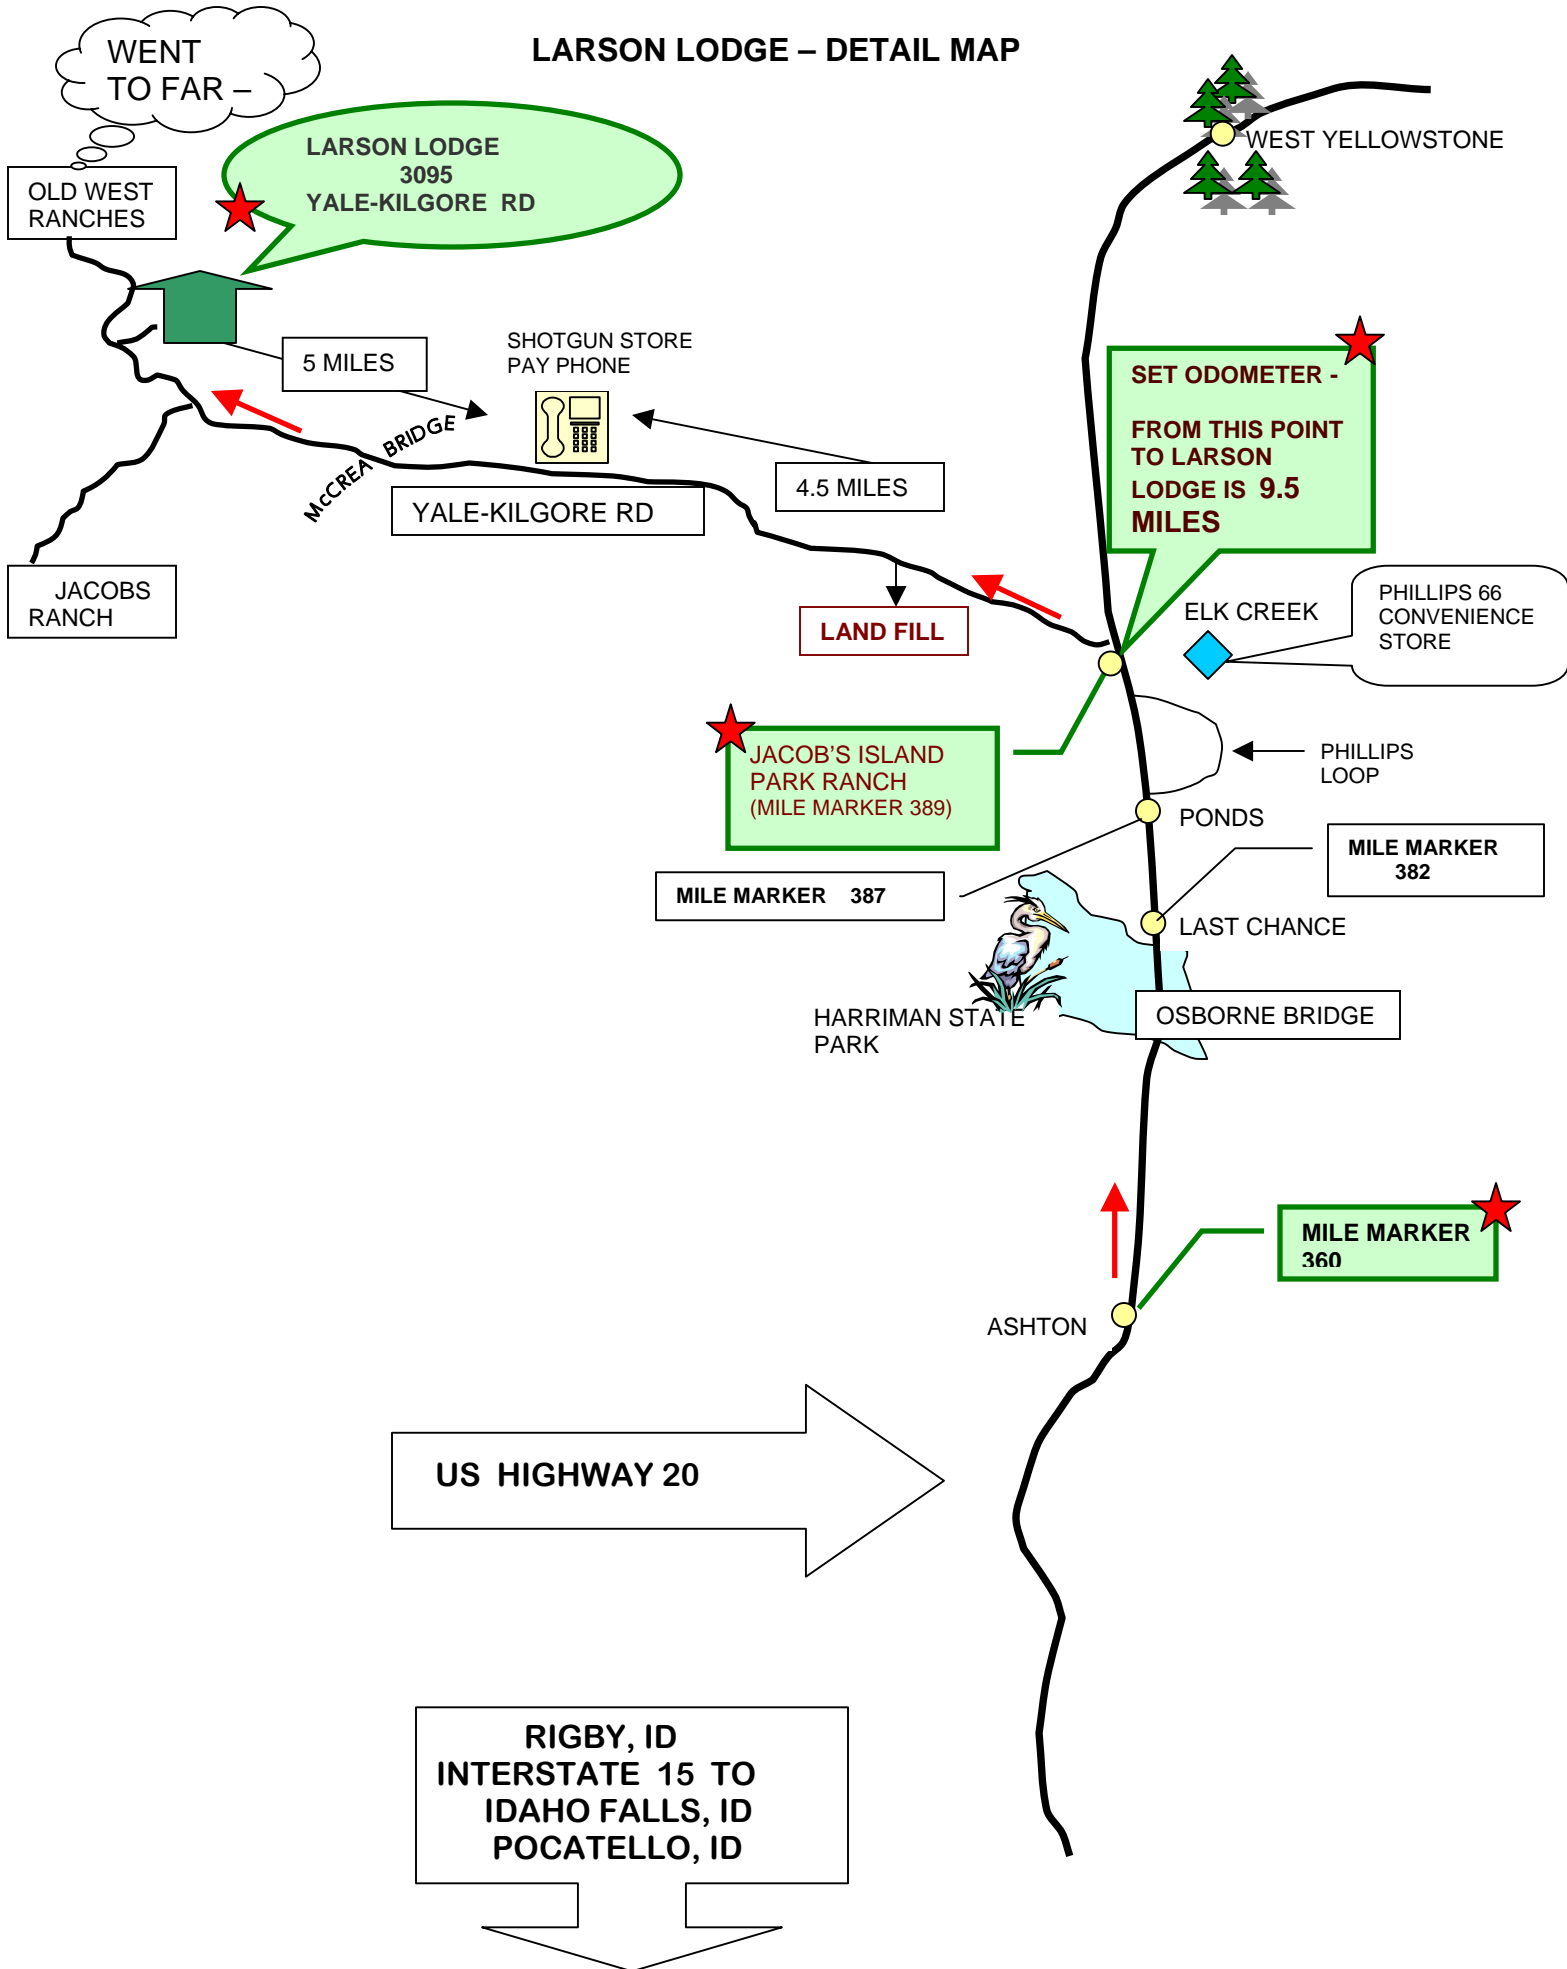 LARSON LODGE – DETAIL MAP
WENT
TO FAR –
OLD WEST
RANCHES
LARSON LODGE
3095
YALE-KILGORE RD
WEST YELLOWSTONE
5 MILES
SHOTGUN STORE
PAY PHONE
McCREA BRIDGE
YALE-KILGORE RD
4.5 MILES
SET ODOMETER -
FROM THIS POINT
TO LARSON
LODGE IS 9.5
MILES
JACOBS
RANCH
LAND FILL
ELK CREEK
PHILLIPS 66
CONVENIENCE
STORE
JACOB'S ISLAND
PARK RANCH
(MILE MARKER 389)
PHILLIPS
LOOP
PONDS
MILE MARKER 387
MILE MARKER
382
LAST CHANCE
HARRIMAN STATE
PARK
OSBORNE BRIDGE
MILE MARKER
360
ASHTON
US HIGHWAY 20
RIGBY, ID
INTERSTATE 15 TO
IDAHO FALLS, ID
POCATELLO, ID